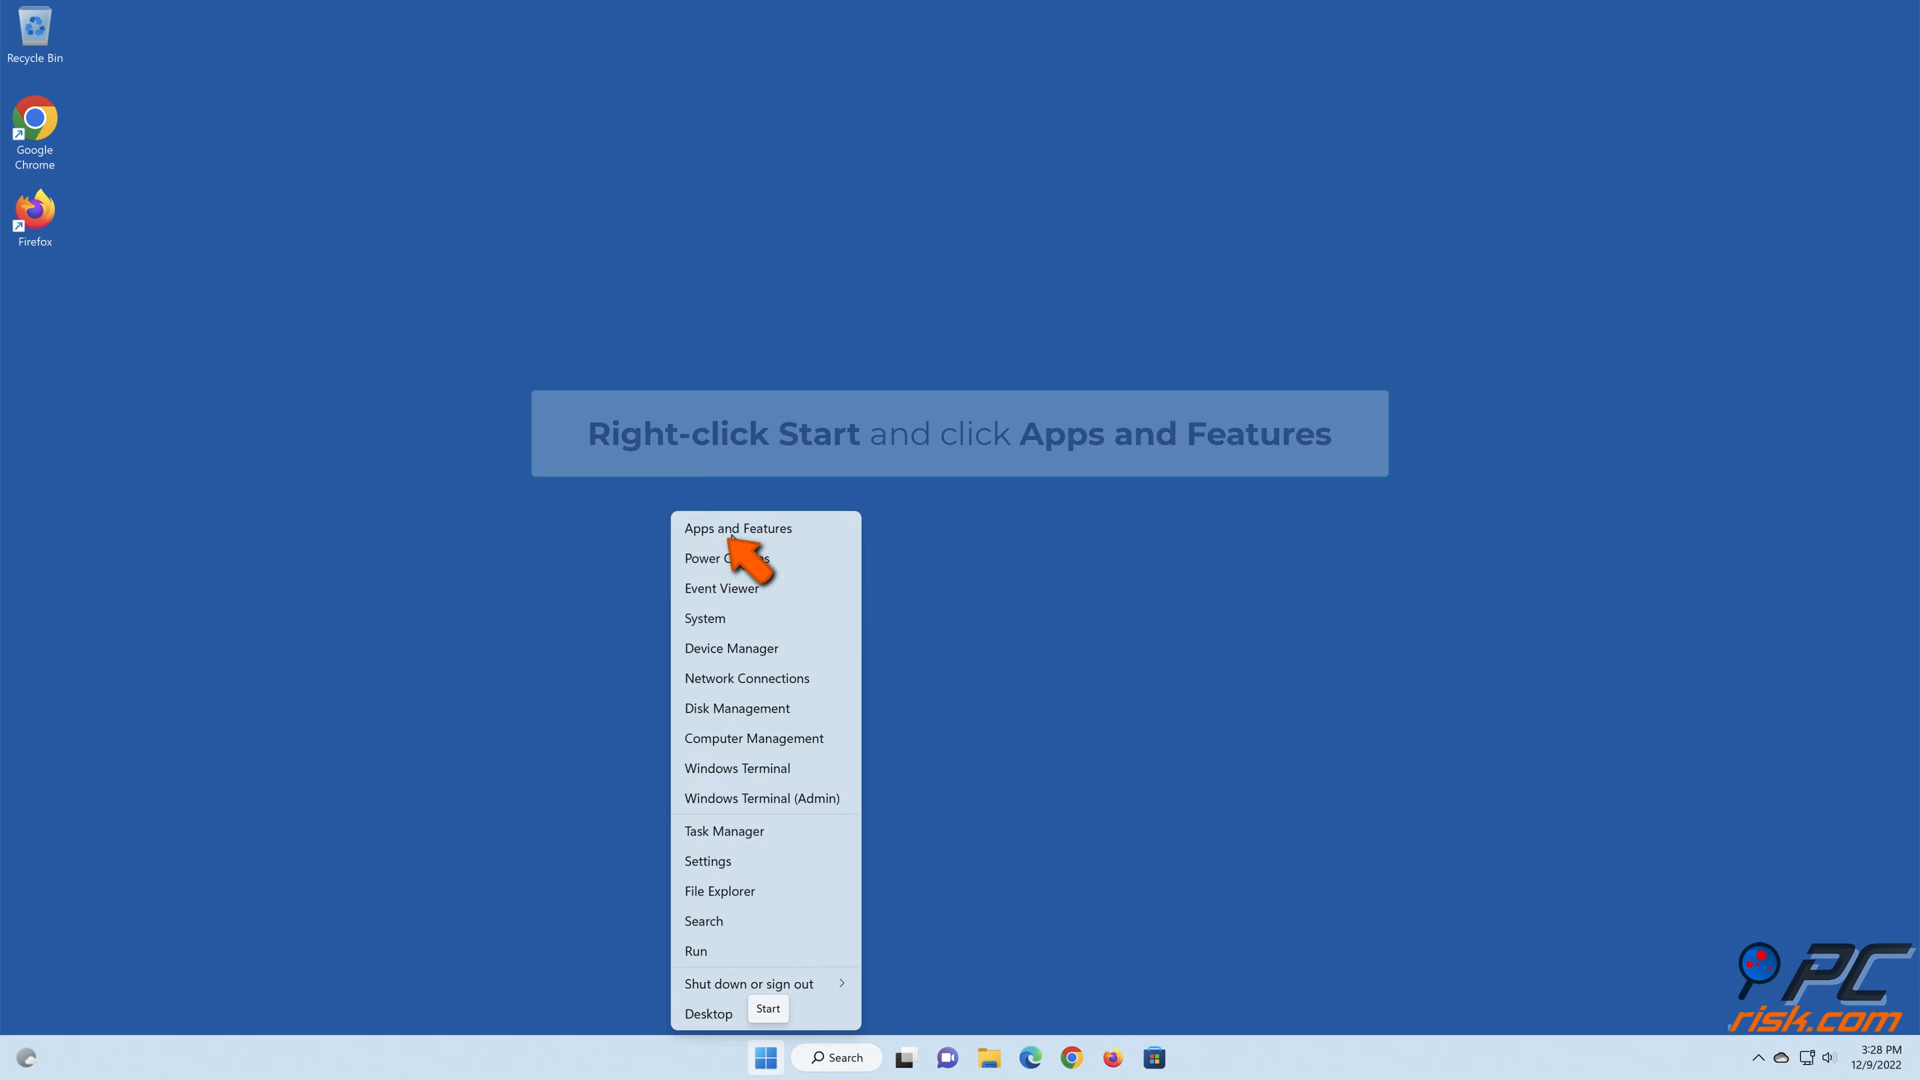 Recycle Bin
Google
Chrome
Firefox
Right-click Start and click Apps and Features
Apps and Features
Power
Event Viewer
System
Device Manager
Network Connections
Disk Management
Computer Management
Windows Terminal
Windows Terminal (Admin)
Task Manager
Settings
File Explorer
Search
Run
Shut down or sign out
Desktop
Start
Search
3:28 PM
12/9/2022
PC
risk.com